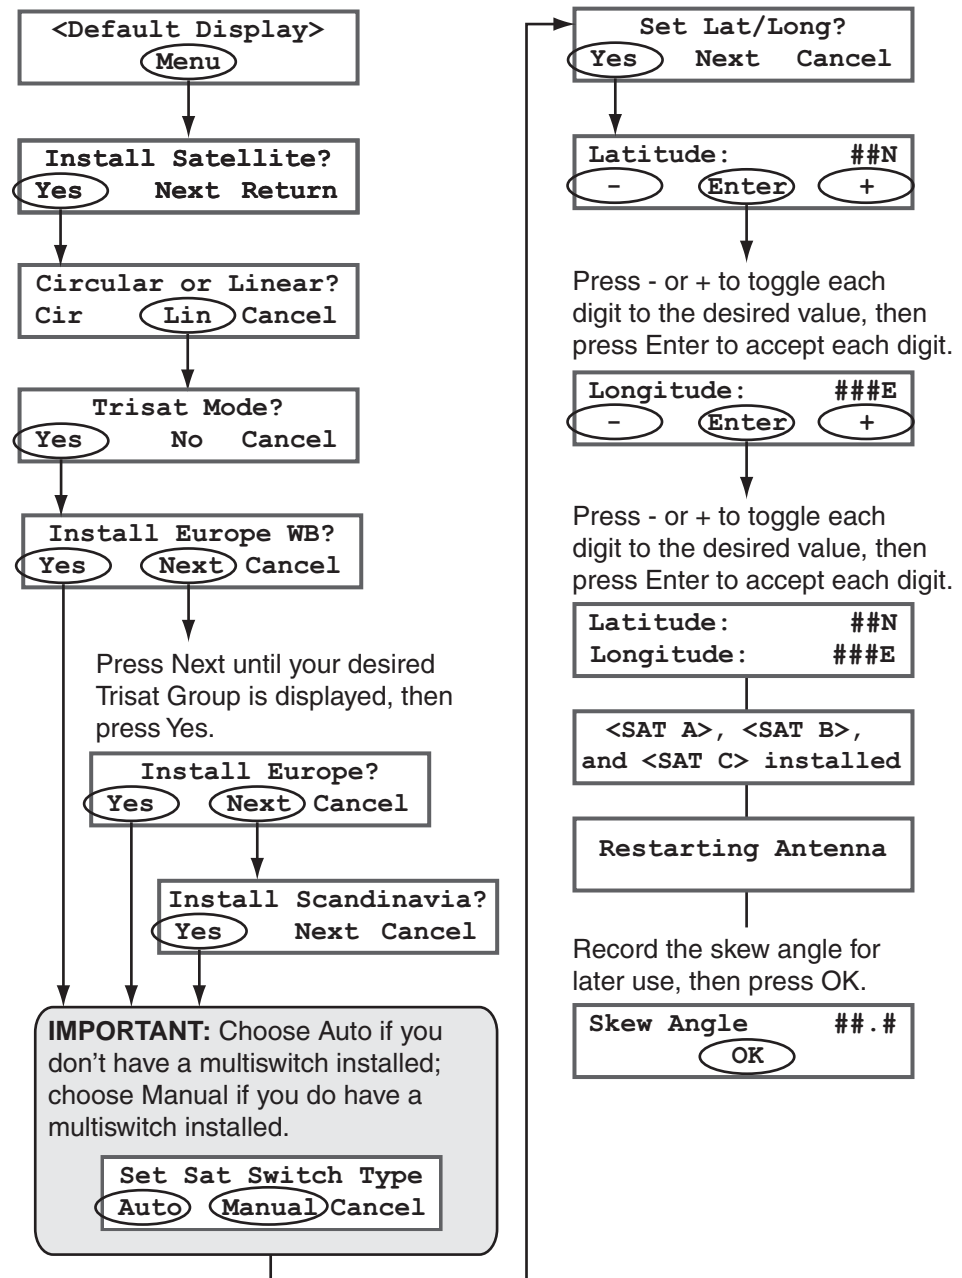 <Default Display>
Menu
Install Satellite?
Yes Next Return
Circular or Linear?
Cir Lin Cancel
Trisat Mode?
Yes No Cancel
Install Europe WB?
Yes Next Cancel
Press Next until your desired
Trisat Group is displayed, then
press Yes.
Install Europe?
Yes Next Cancel
Install Scandinavia?
Yes Next Cancel
IMPORTANT: Choose Auto if you
don't have a multiswitch installed;
choose Manual if you do have a
multiswitch installed.
Set Sat Switch Type
Auto Manual Cancel
Set Lat/Long?
Yes Next Cancel
Latitude: ##N
- Enter +
Press - or + to toggle each
digit to the desired value, then
press Enter to accept each digit.
Longitude: ###E
- Enter +
Press - or + to toggle each
digit to the desired value, then
press Enter to accept each digit.
Latitude: ##N
Longitude: ###E
<SAT A>, <SAT B>,
and <SAT C> installed
Restarting Antenna
Record the skew angle for
later use, then press OK.
Skew Angle ##.#
OK